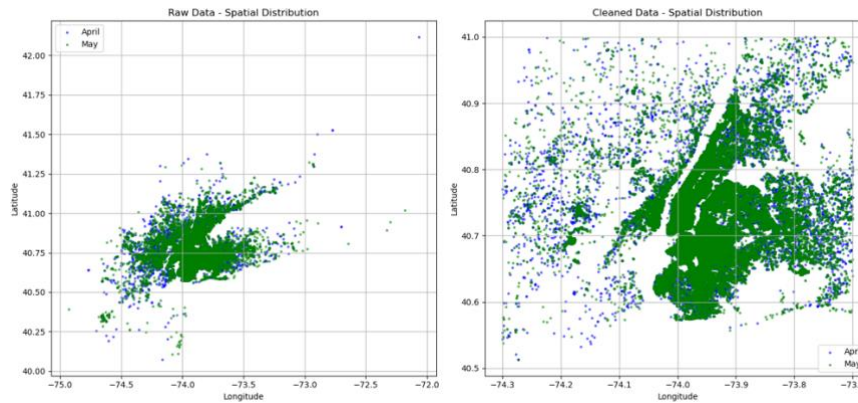 Raw Data - Spatial Distribution
April
May
42.00
41.75
41.50
41.25
41.00
40.75
40.50
40.25
40.00
Latitude
−75.0 −74.5 −74.0 −73.5 −73.0 −72.5 −72.0
Longitude
Cleaned Data - Spatial Distribution
41.0
40.9
40.8
40.7
40.6
40.5
Latitude
Apri
May
−74.3 −74.2 −74.1 −74.0 −73.9 −73.8 −73.
Longitude